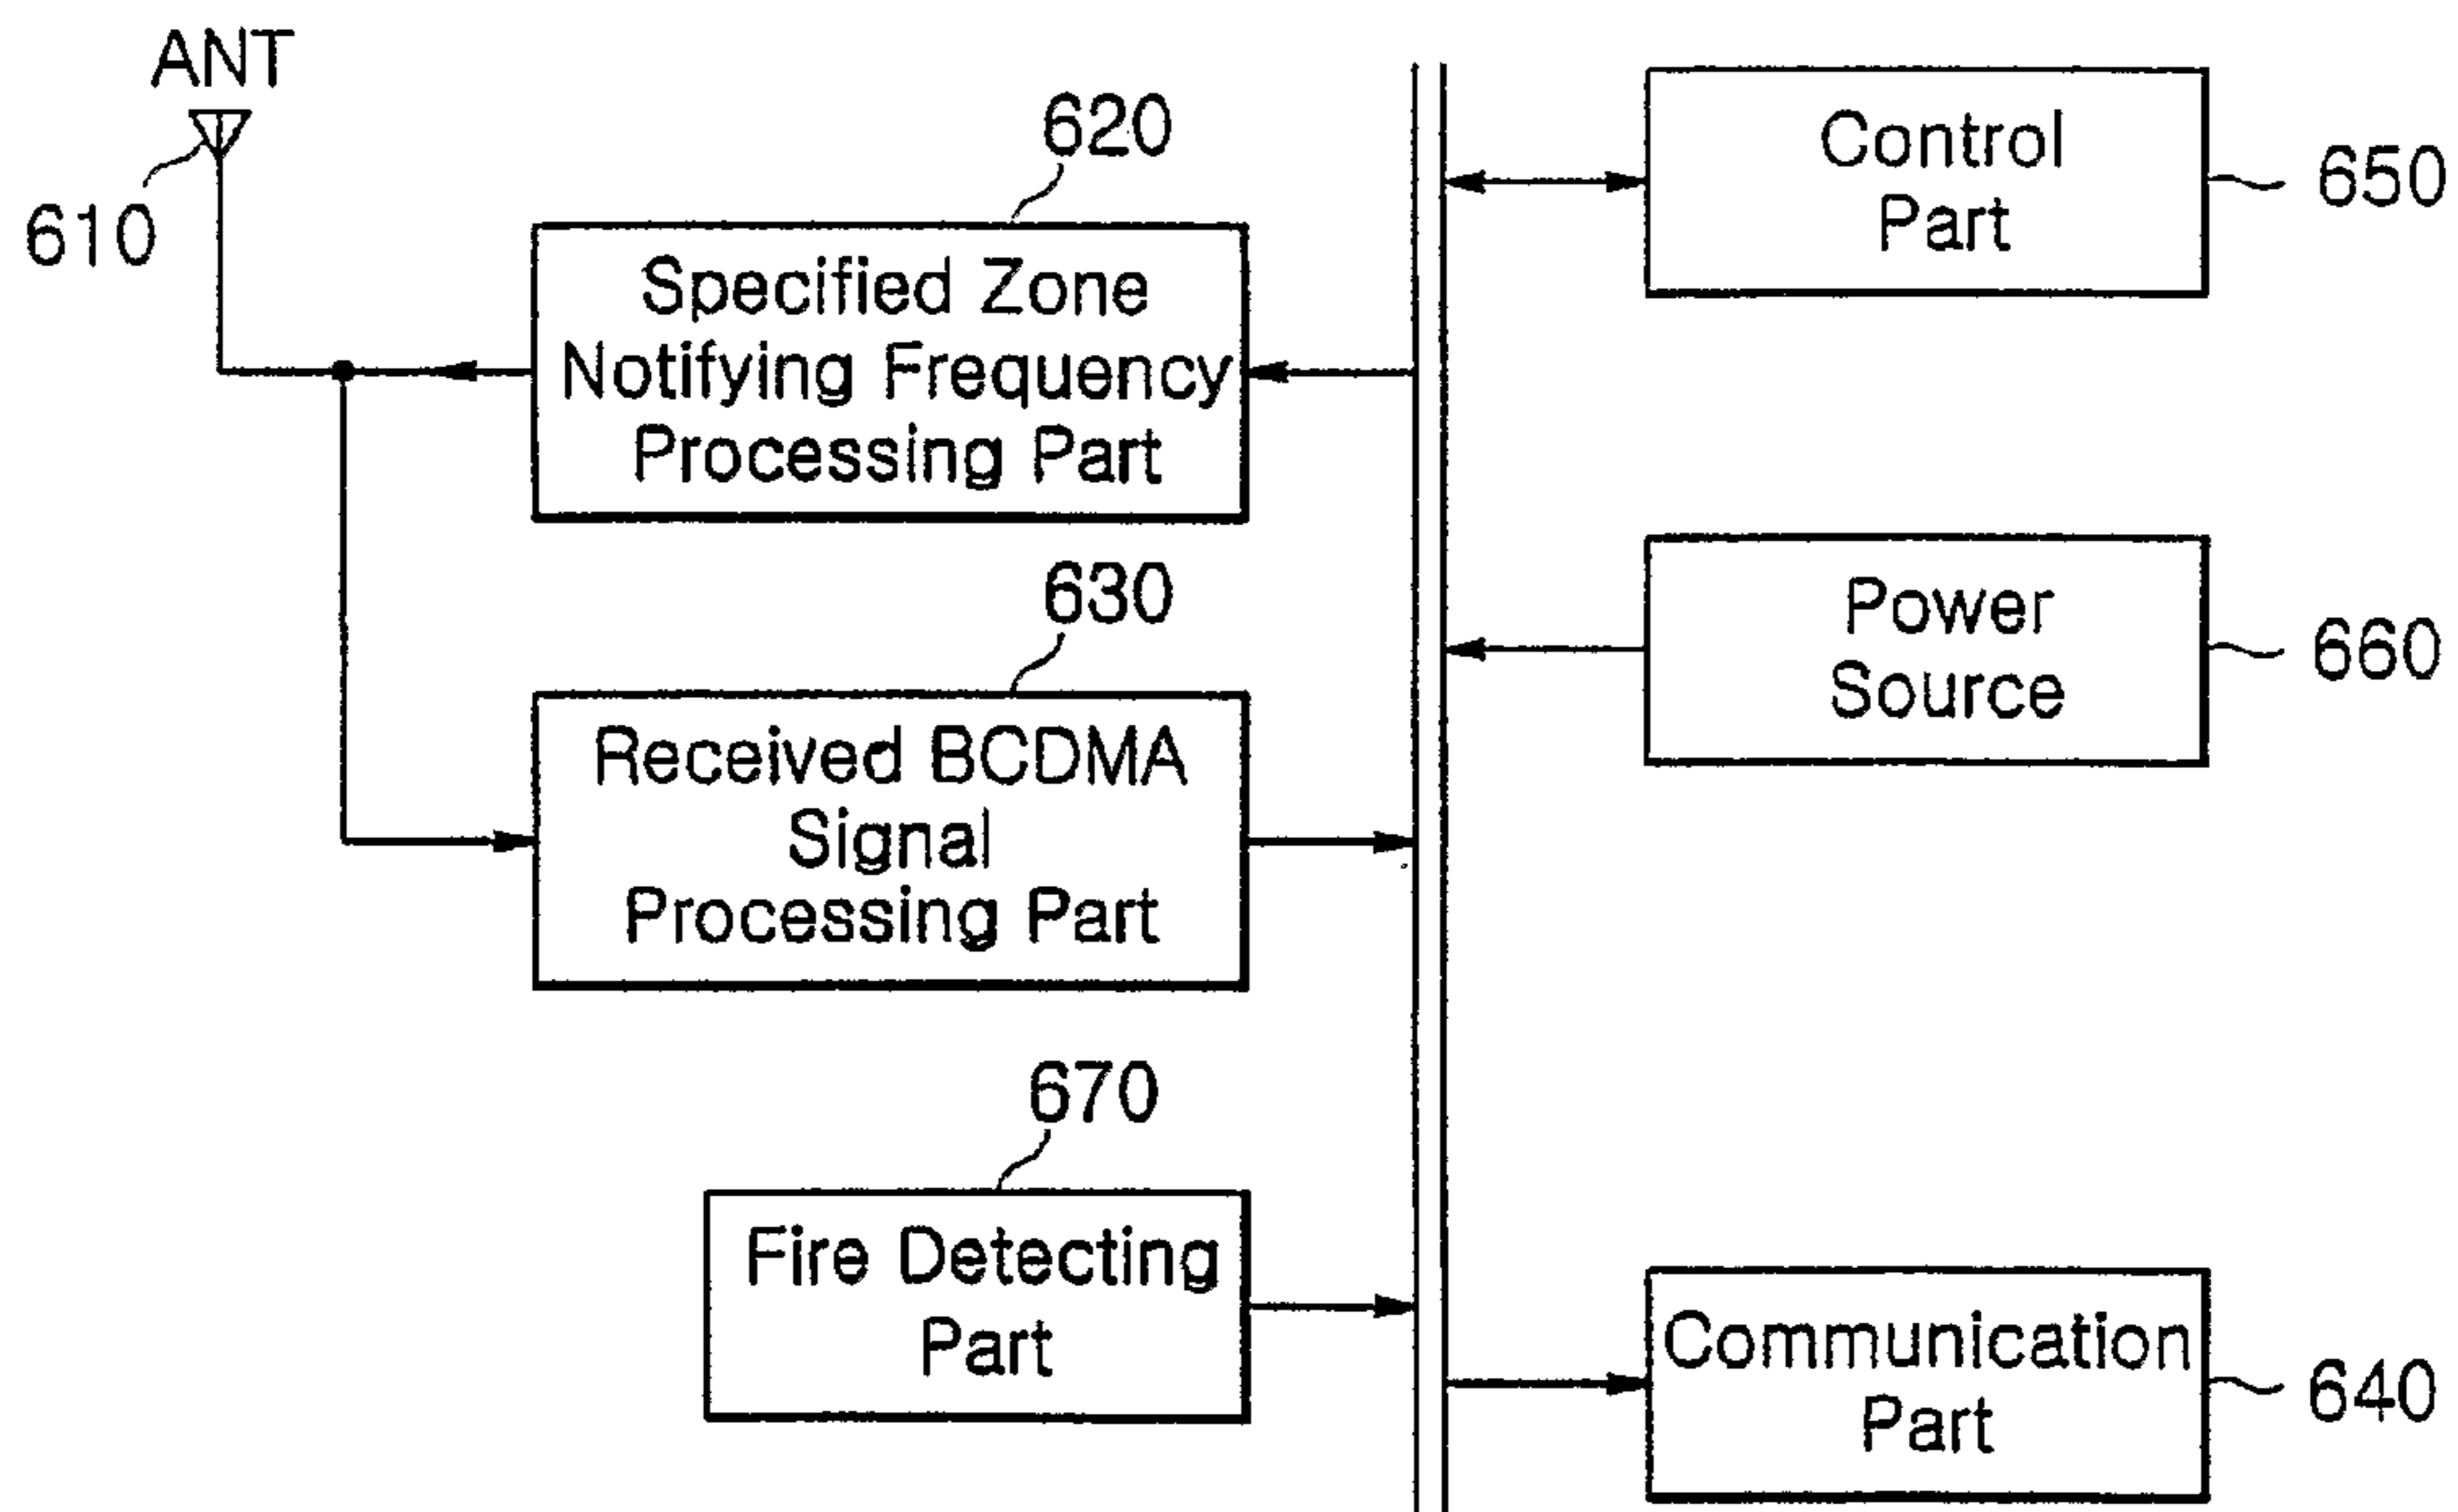 ANT
610
620
Specified Zone
Notifying Frequency
Processing Part
630
Received BCDMA
Signal
Processing Part
670
Fire Detecting
Part
Control
Part
650
Power
Source
660
Communication
Part
640